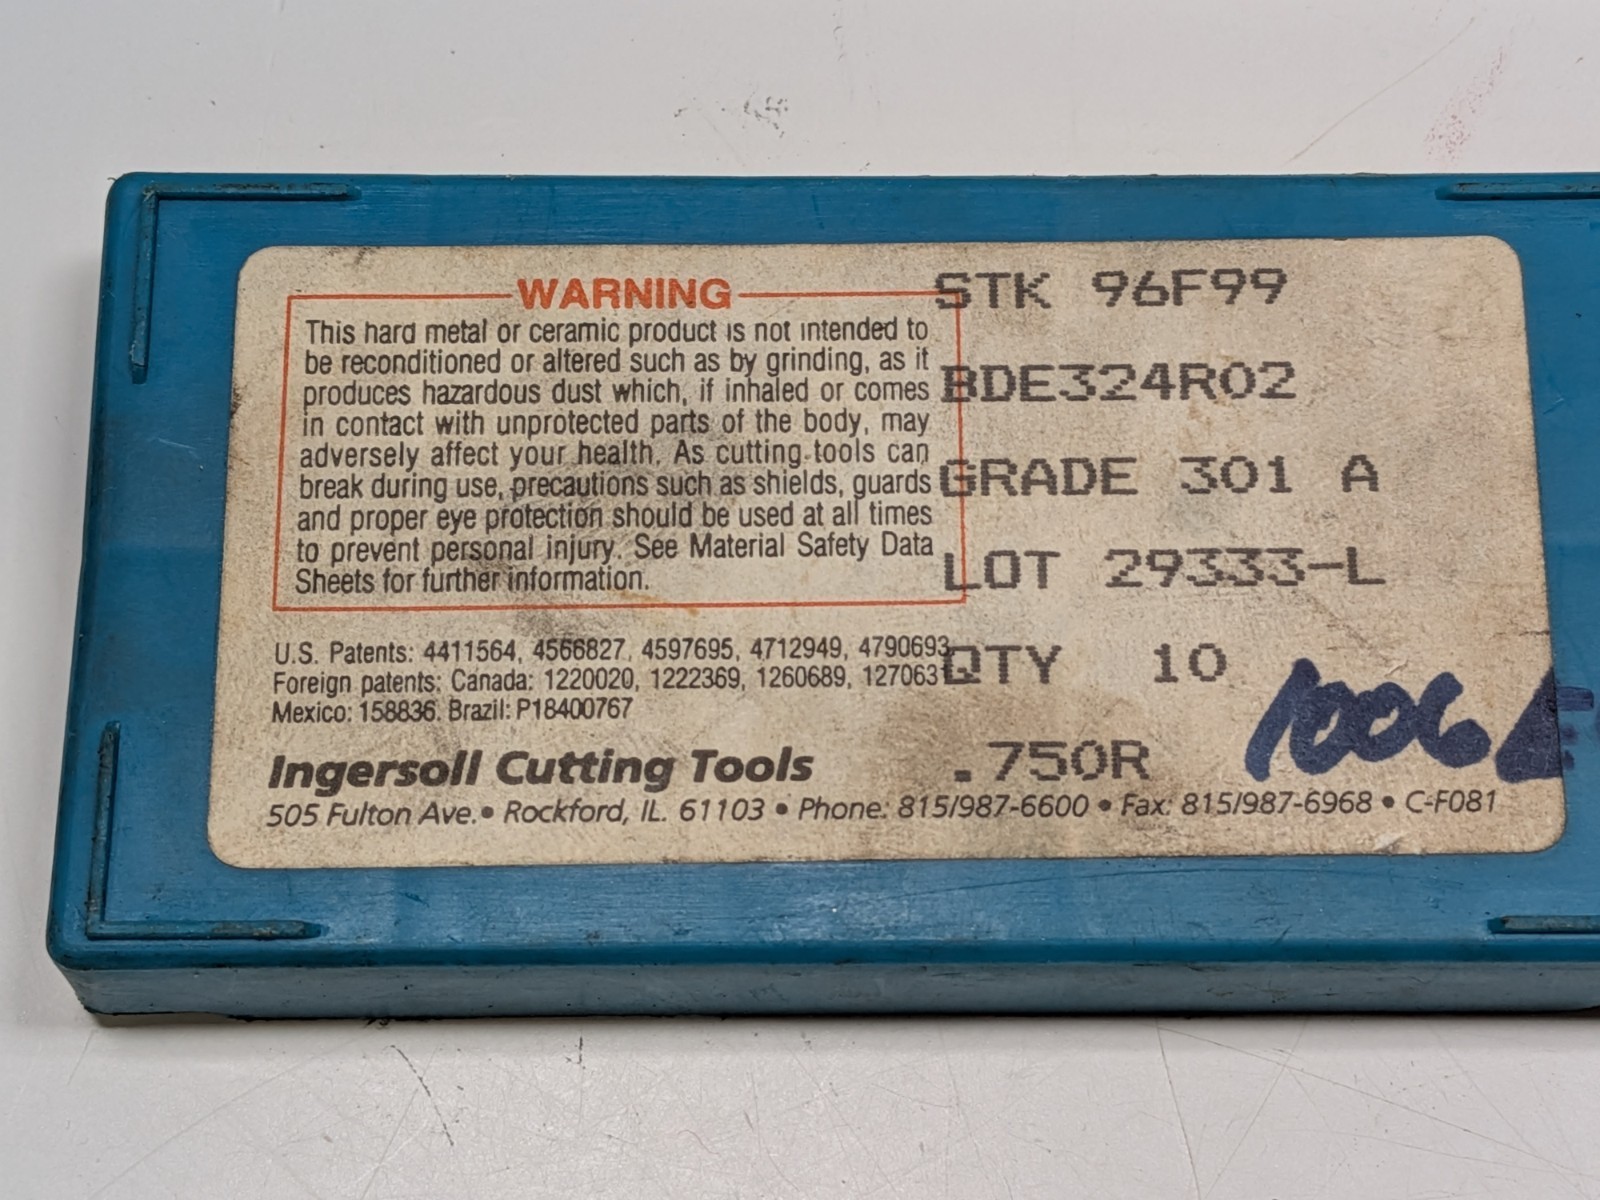 WARNING
This hard metal or ceramic product is not intended to
be reconditioned or altered such as by grinding, as it
produces hazardous dust which, if inhaled or comes
in contact with unprotected parts of the body, may
adversely affect your health. As cutting tools can
break during use, precautions such as shields, guards
and proper eye protection should be used at all times
to prevent personal injury. See Material Safety Data
Sheets for further information.
U.S. Patents: 4411564, 4566827, 4597695, 4712949, 4790693
Foreign patents: Canada: 1220020, 1222369, 1260689, 1270631
Mexico: 158836. Brazil: P18400767
STK 96F99
BDE324R02
GRADE 301 A
LOT 29333-L
QTY 10
.750R
1006
Ingersoll Cutting Tools
505 Fulton Ave. • Rockford, IL. 61103 • Phone: 815/987-6600 • Fax: 815/987-6968 • C-F081